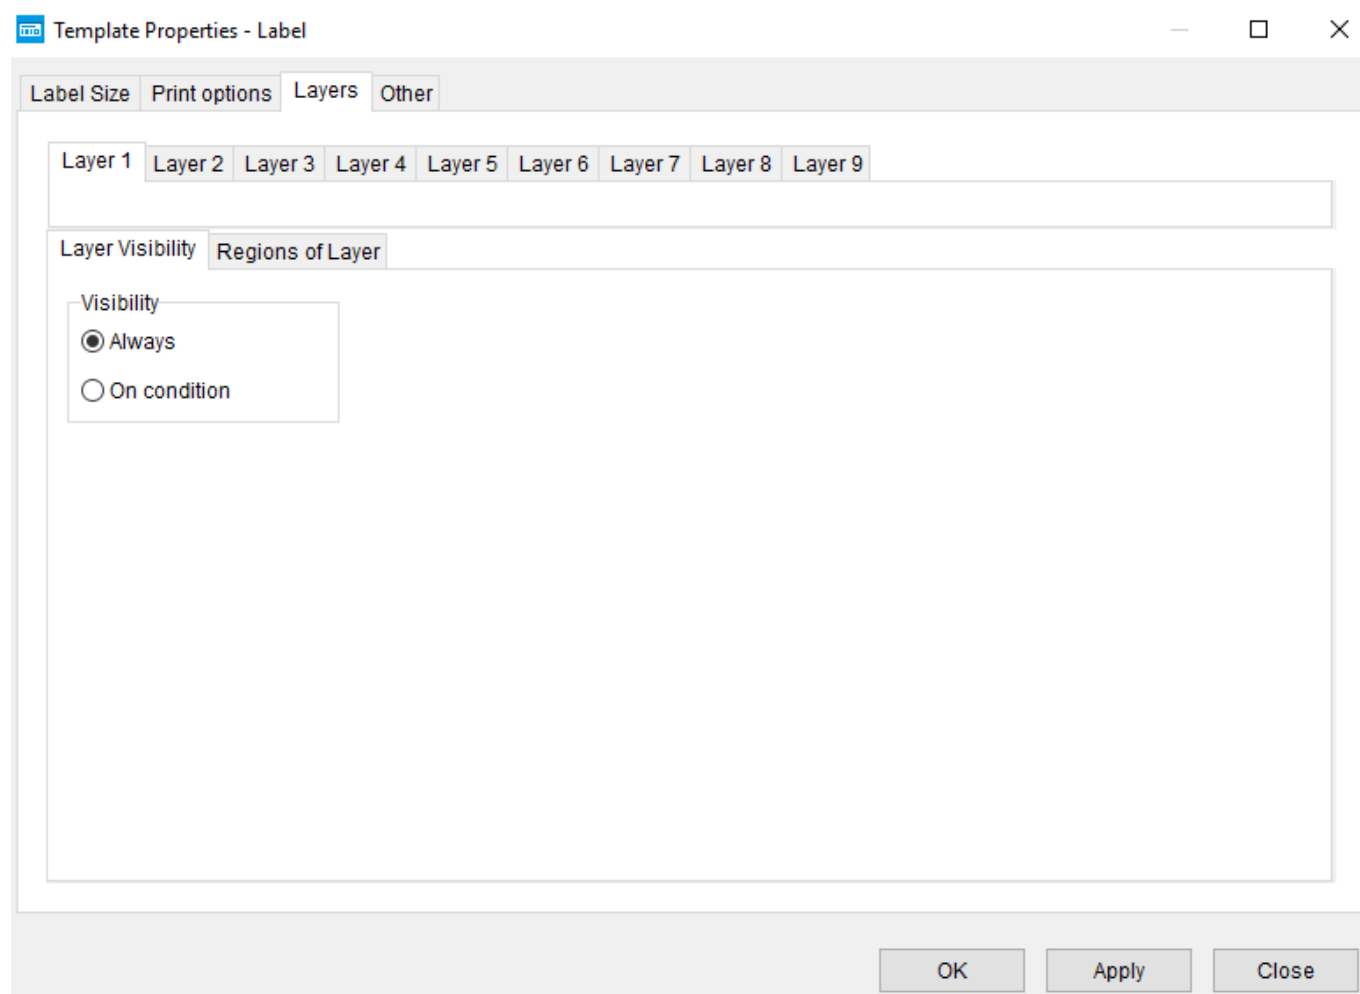 Template Properties - Label
Label Size Print options Layers Other
Layer 1 Layer 2 Layer 3 Layer 4 Layer 5 Layer 6 Layer 7 Layer 8 Layer 9
Layer Visibility Regions of Layer
Visibility
Always
On condition
OK Apply Close